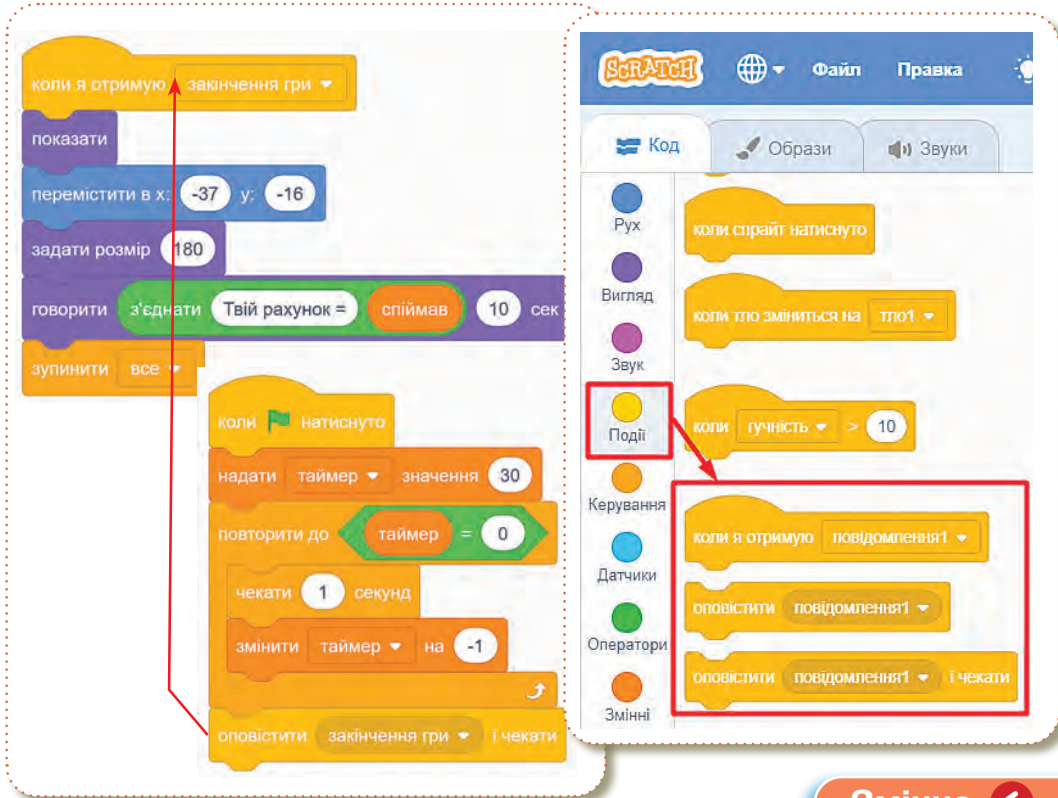 коли я отримую закінчення гри
показати
перемістити в x: -37 y: -16
задати розмір 180
говорити з'єднати Твій рахунок = спіймав 10 сек
зупинити все
коли натиснуто
надати таймер значення 30
повторити до таймер = 0
чекати 1 секунд
змінити таймер на -1
оповістити закінчення гри і чекати
SCRATCH Файл Правка
Код Образи Звуки
Рух
Вигляд
Звук
Події
Керування
Датчики
Оператори
Змінні
коли спрайт натиснуто
коли тло зміниться на тло1
коли гучність > 10
коли я отримую повідомлення1
оповістити повідомлення1
оповістити повідомлення1 і чекати